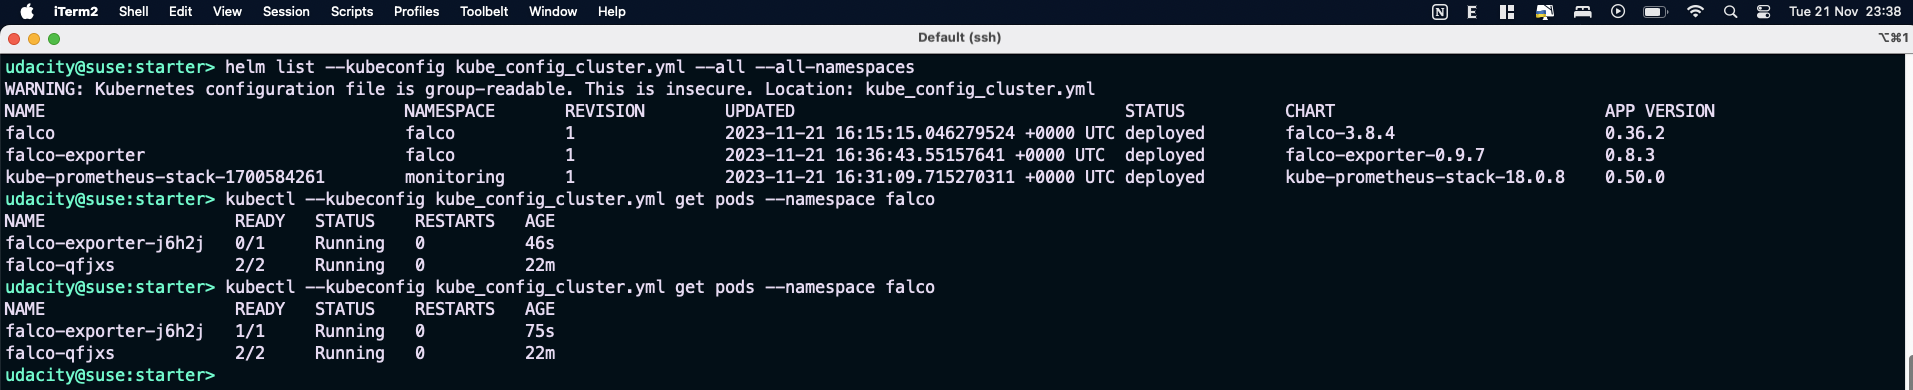 iTerm2 Shell Edit View Session Scripts Profiles Toolbelt Window Help Tue 21 Nov 23:38
Default (ssh) ⌥⌘1
udacity@suse:starter> helm list --kubeconfig kube_config_cluster.yml --all --all-namespaces
WARNING: Kubernetes configuration file is group-readable. This is insecure. Location: kube_config_cluster.yml
NAME NAMESPACE REVISION UPDATED STATUS CHART APP VERSION
falco falco 1 2023-11-21 16:15:15.046279524 +0000 UTC deployed falco-3.8.4 0.36.2
falco-exporter falco 1 2023-11-21 16:36:43.55157641 +0000 UTC deployed falco-exporter-0.9.7 0.8.3
kube-prometheus-stack-1700584261 monitoring 1 2023-11-21 16:31:09.715270311 +0000 UTC deployed kube-prometheus-stack-18.0.8 0.50.0
udacity@suse:starter> kubectl --kubeconfig kube_config_cluster.yml get pods --namespace falco
NAME READY STATUS RESTARTS AGE
falco-exporter-j6h2j 0/1 Running 0 46s
falco-qfjxs 2/2 Running 0 22m
udacity@suse:starter> kubectl --kubeconfig kube_config_cluster.yml get pods --namespace falco
NAME READY STATUS RESTARTS AGE
falco-exporter-j6h2j 1/1 Running 0 75s
falco-qfjxs 2/2 Running 0 22m
udacity@suse:starter>